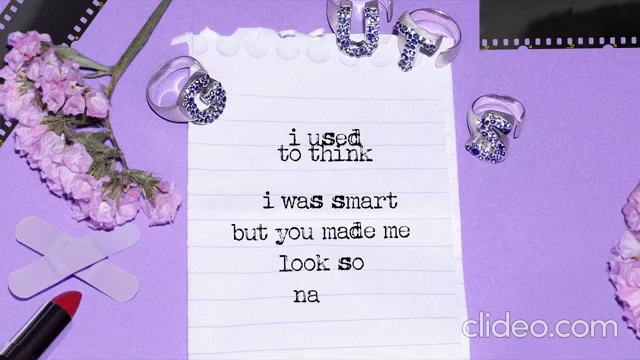 O U T S
i used
to think
i was smart
but you made me
look so
na
clideo.com